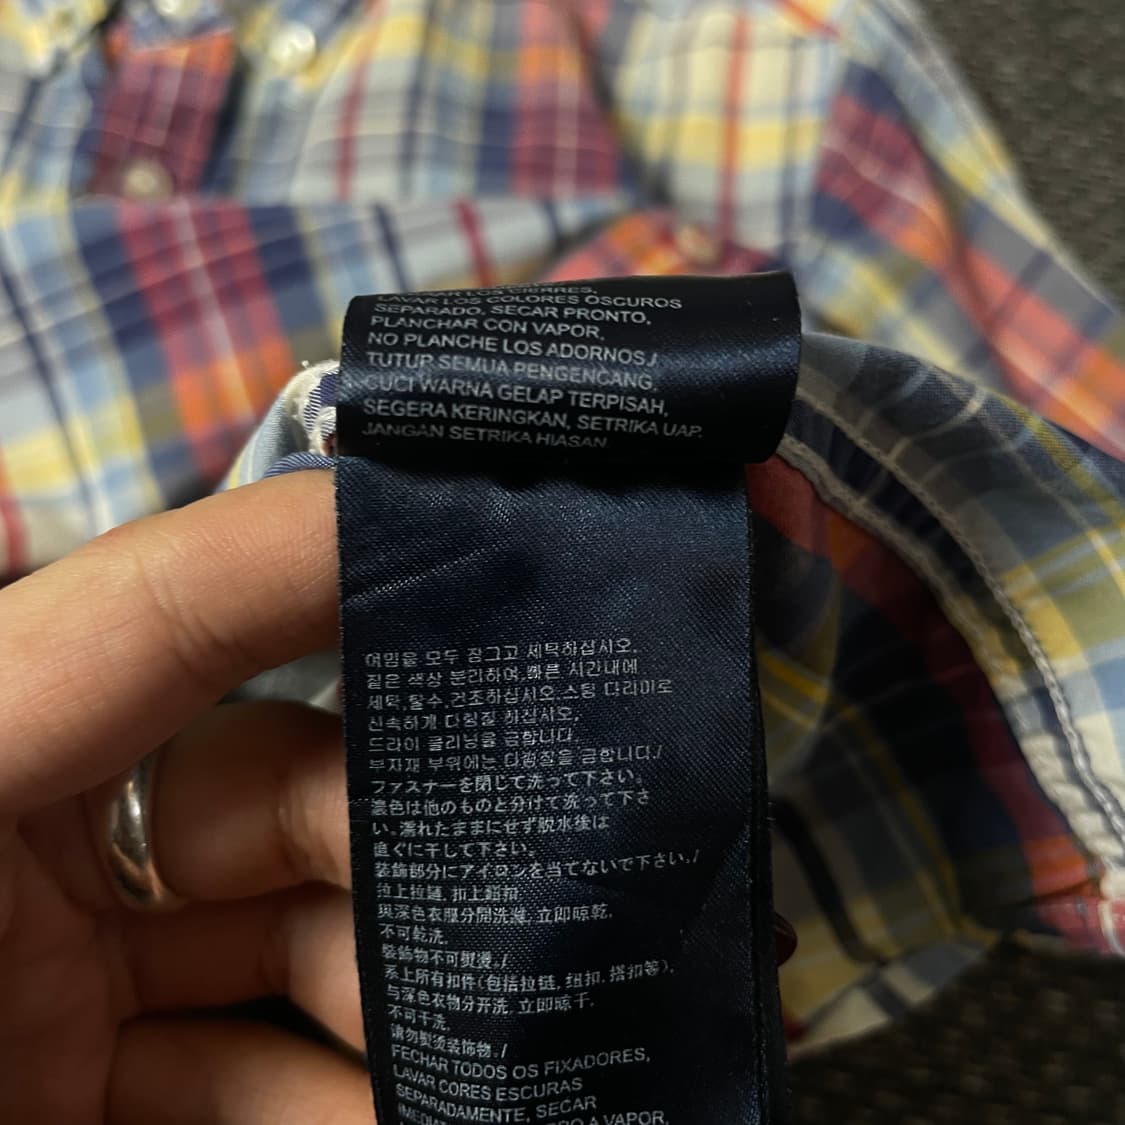 LAVAR LOS COLORES OSCUROS
SEPARADO. SECAR PRONTO,
PLANCHAR CON VAPOR.
NO PLANCHE LOS ADORNOS./
TUTUP SEMUA PENGENCANG,
CUCI WARNA GELAP TERPISAH,
SEGERA KERINGKAN, SETRIKA UAP.
JANGAN SETRIKA HIASAN.
여밈을 모두 잠그고 세탁하십시오.
짙은 색상 분리하여,빠른 시간내에
세탁,탈수,건조하십시오.스팀 다리미로
신속하게 다림질 하십시오.
드라이 클리닝을 금합니다.
부자재 부위에는 다림질을 금합니다./
ファスナーを閉じて洗って下さい。
濃色は他のものと分けて洗って下さ
い。濡れたままにせず脱水後は
直ぐに干して下さい。
装飾部分にアイロンを当てないで下さい。/
拉上拉鏈, 扣上鈕扣.
與深色衣服分開洗滌, 立即晾乾.
不可乾洗.
裝飾物不可熨燙。/
系上所有扣件(包括拉链, 纽扣, 搭扣等).
与深色衣物分开洗, 立即晾干.
不可干洗.
请勿熨烫装饰物。/
FECHAR TODOS OS FIXADORES,
LAVAR CORES ESCURAS
SEPARADAMENTE, SECAR
A VAPOR,